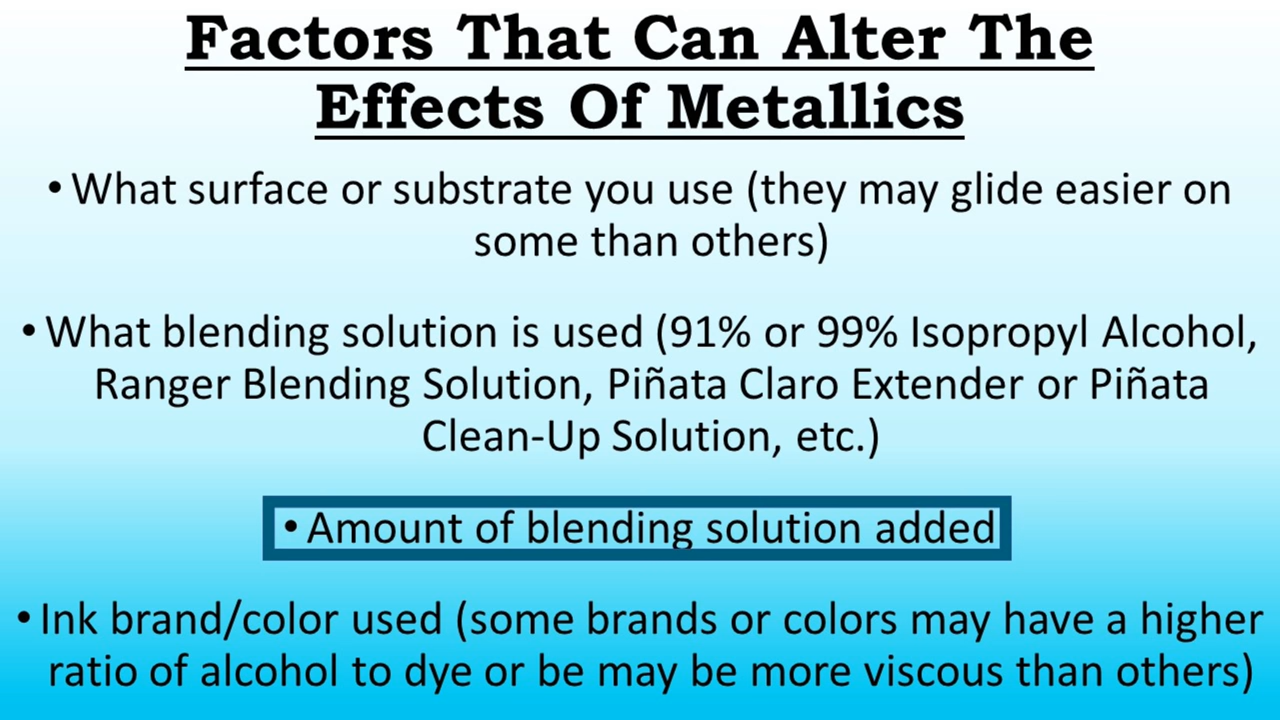 Factors That Can Alter The
Effects Of Metallics
• What surface or substrate you use (they may glide easier on
some than others)
• What blending solution is used (91% or 99% Isopropyl Alcohol,
Ranger Blending Solution, Piñata Claro Extender or Piñata
Clean-Up Solution, etc.)
• Amount of blending solution added
• Ink brand/color used (some brands or colors may have a higher
ratio of alcohol to dye or be may be more viscous than others)